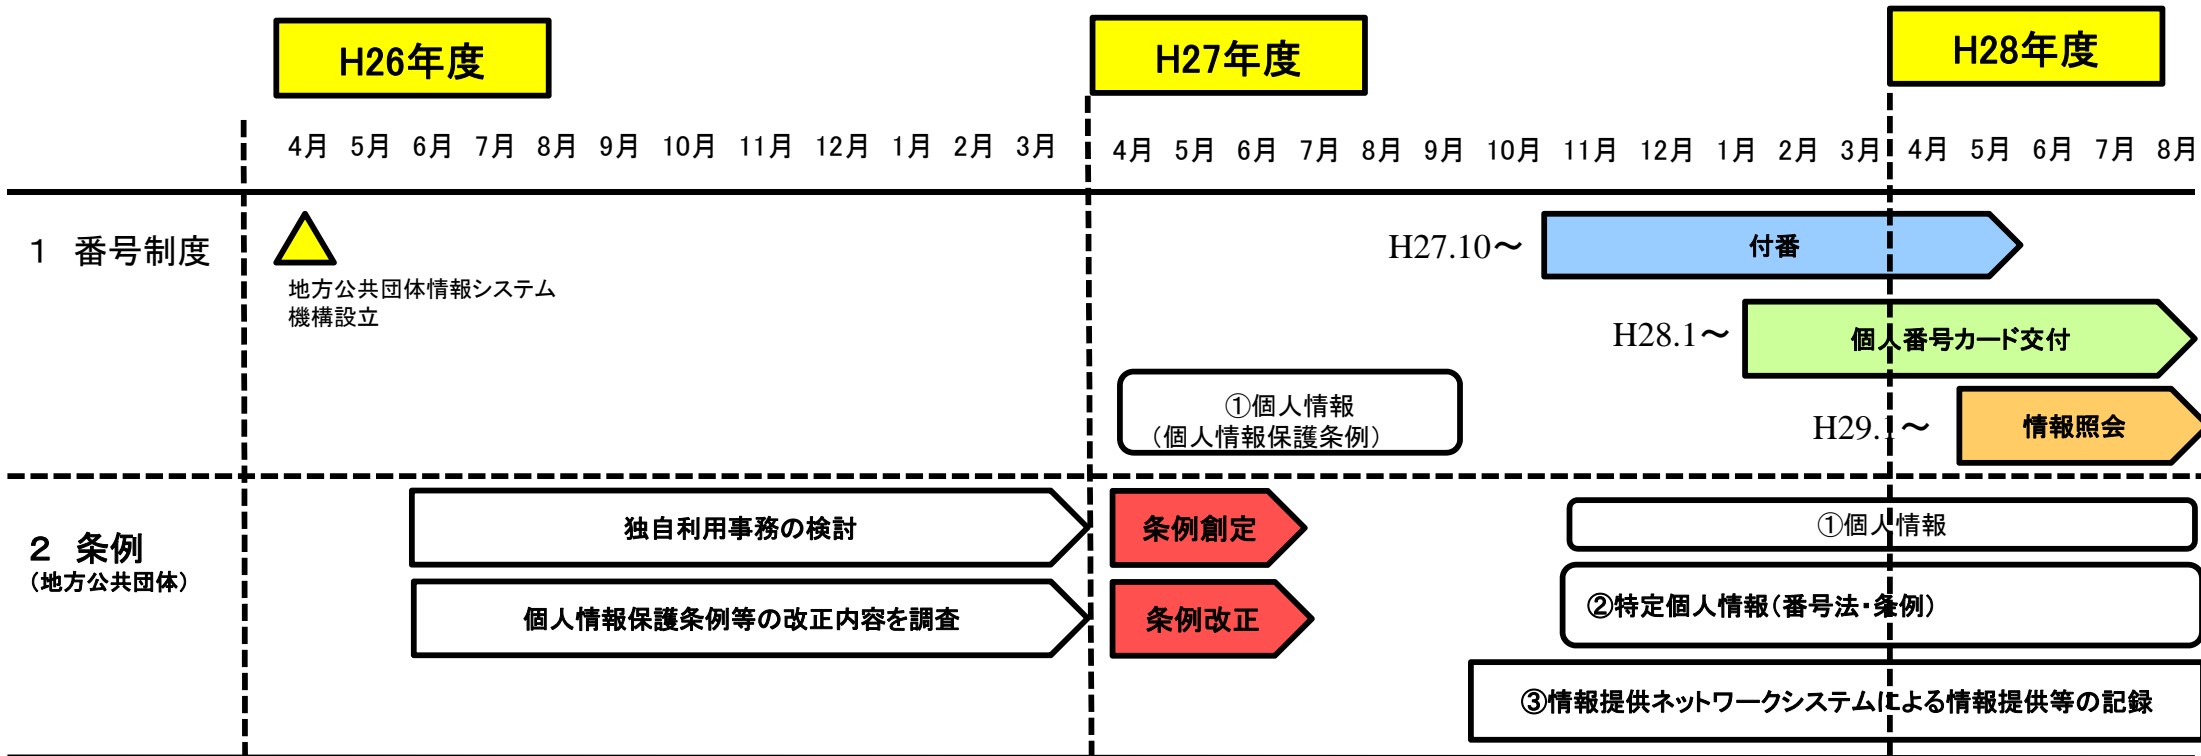 H26年度
H27年度
H28年度
4月 5月 6月 7月 8月 9月 10月 11月 12月 1月 2月 3月 4月 5月 6月 7月 8月 9月 10月 11月 12月 1月 2月 3月 4月 5月 6月 7月 8月
1 番号制度
地方公共団体情報システム
機構設立
H27.10～
付番
H28.1～
個人番号カード交付
①個人情報
（個人情報保護条例）
H29.1～
情報照会
2 条例
（地方公共団体）
独自利用事務の検討
条例創定
①個人情報
個人情報保護条例等の改正内容を調査
条例改正
②特定個人情報（番号法・条例）
③情報提供ネットワークシステムによる情報提供等の記録